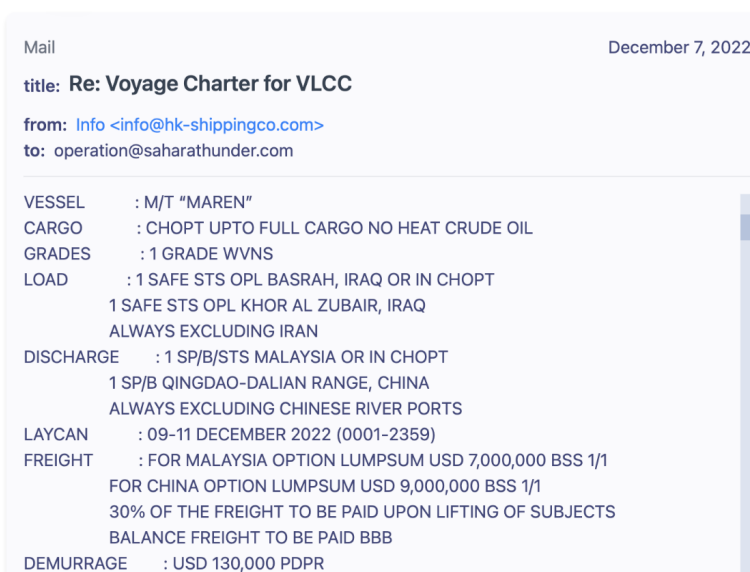 Mail December 7, 2022
title: Re: Voyage Charter for VLCC
from: Info <info@hk-shippingco.com>
to: operation@saharathunder.com
VESSEL : M/T “MAREN”
CARGO : CHOPT UPTO FULL CARGO NO HEAT CRUDE OIL
GRADES : 1 GRADE WVNS
LOAD : 1 SAFE STS OPL BASRAH, IRAQ OR IN CHOPT
1 SAFE STS OPL KHOR AL ZUBAIR, IRAQ
ALWAYS EXCLUDING IRAN
DISCHARGE : 1 SP/B/STS MALAYSIA OR IN CHOPT
1 SP/B QINGDAO-DALIAN RANGE, CHINA
ALWAYS EXCLUDING CHINESE RIVER PORTS
LAYCAN : 09-11 DECEMBER 2022 (0001-2359)
FREIGHT : FOR MALAYSIA OPTION LUMPSUM USD 7,000,000 BSS 1/1
FOR CHINA OPTION LUMPSUM USD 9,000,000 BSS 1/1
30% OF THE FREIGHT TO BE PAID UPON LIFTING OF SUBJECTS
BALANCE FREIGHT TO BE PAID BBB
DEMURRAGE : USD 130,000 PDPR